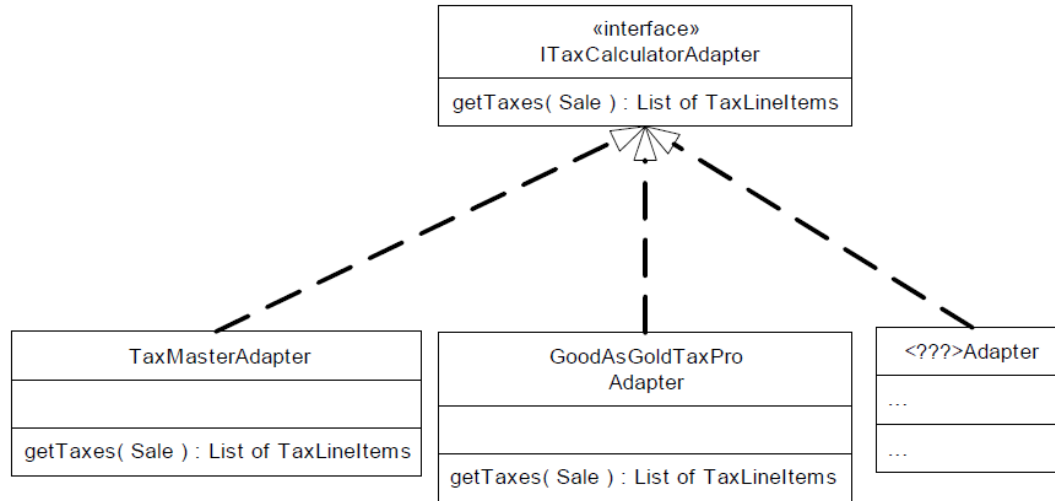 «interface»
ITaxCalculatorAdapter
getTaxes( Sale ) : List of TaxLineItems
TaxMasterAdapter
getTaxes( Sale ) : List of TaxLineItems
GoodAsGoldTaxPro
Adapter
getTaxes( Sale ) : List of TaxLineItems
<???>Adapter
...
...